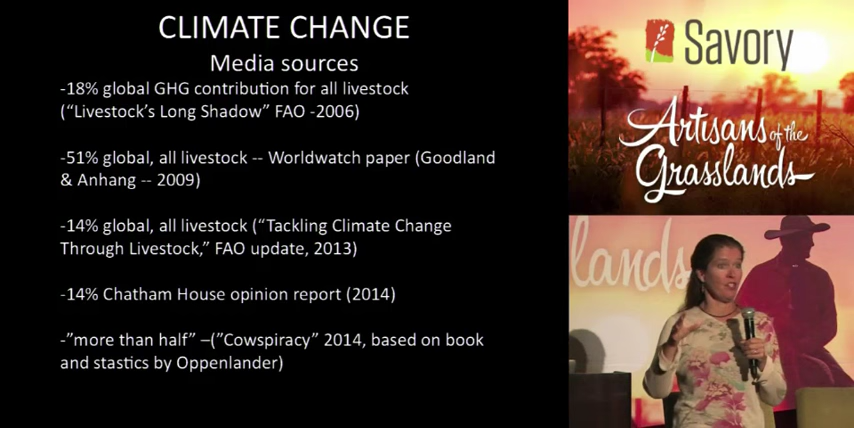 CLIMATE CHANGE
Media sources
-18% global GHG contribution for all livestock
(“Livestock’s Long Shadow” FAO -2006)
-51% global, all livestock -- Worldwatch paper (Goodland
& Anhang -- 2009)
-14% global, all livestock (“Tackling Climate Change
Through Livestock,” FAO update, 2013)
-14% Chatham House opinion report (2014)
-”more than half” –(”Cowspiracy” 2014, based on book
and stastics by Oppenlander)
Savory
Artisans of the
Grasslands
lands